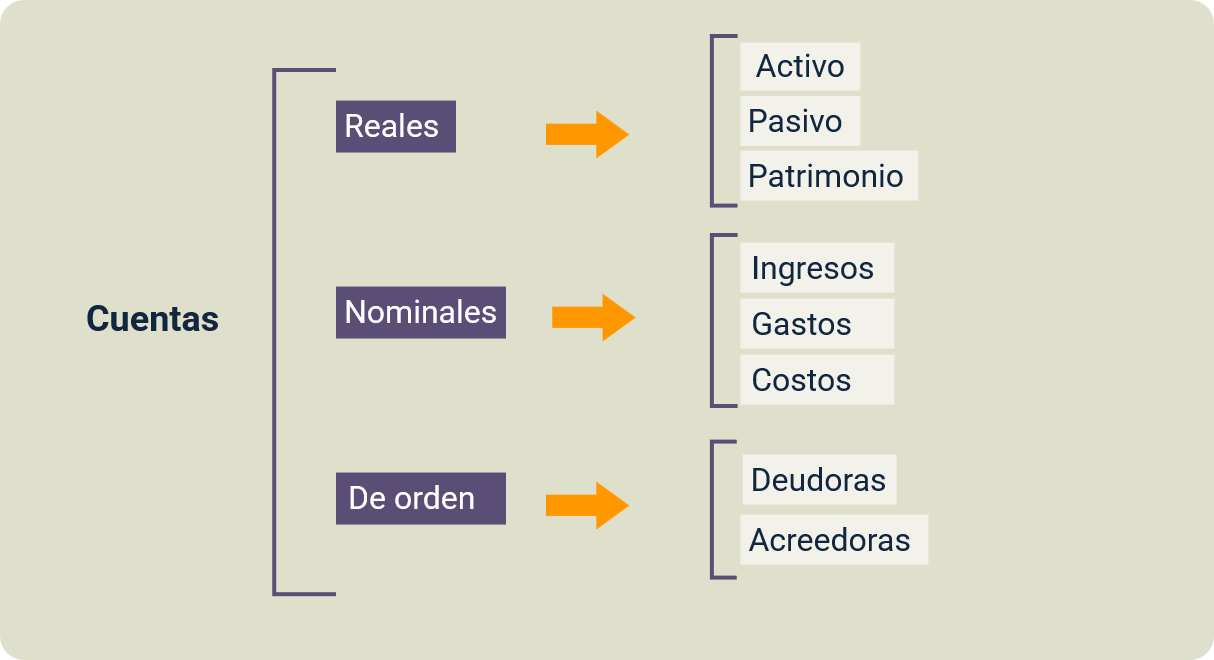 Cuentas
Reales
Activo
Pasivo
Patrimonio
Nominales
Ingresos
Gastos
Costos
De orden
Deudoras
Acreedoras